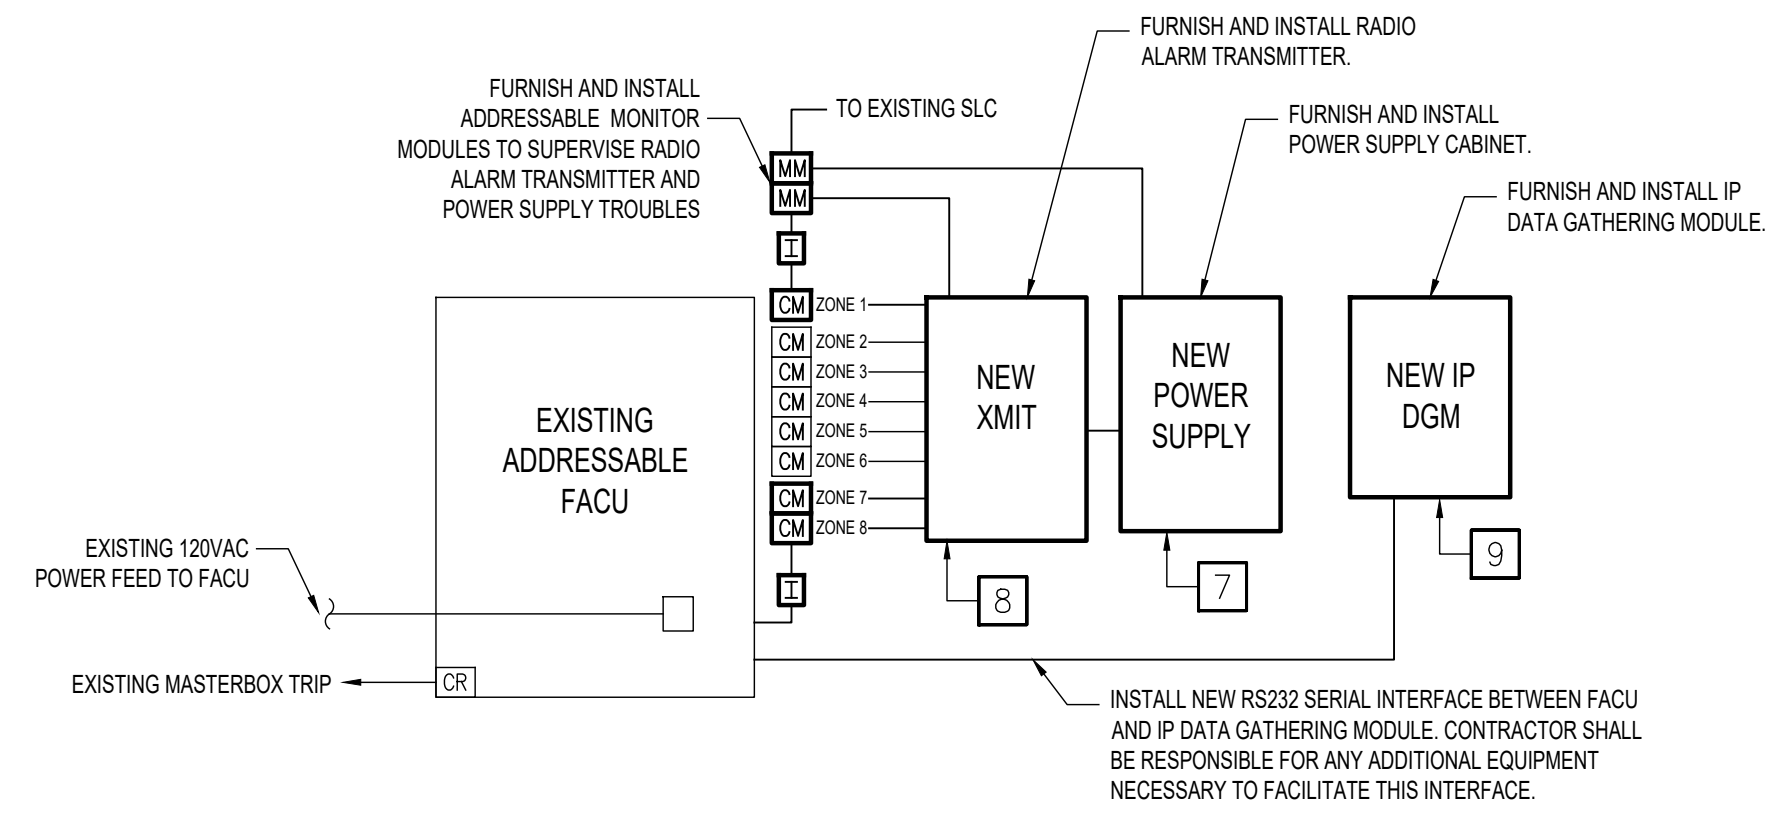 FURNISH AND INSTALL RADIO
ALARM TRANSMITTER.
FURNISH AND INSTALL
ADDRESSABLE MONITOR
MODULES TO SUPERVISE RADIO
ALARM TRANSMITTER AND
POWER SUPPLY TROUBLES
TO EXISTING SLC
FURNISH AND INSTALL
POWER SUPPLY CABINET.
FURNISH AND INSTALL IP
DATA GATHERING MODULE.
MM
MM
I
CM ZONE 1
CM ZONE 2
CM ZONE 3
CM ZONE 4
CM ZONE 5
CM ZONE 6
CM ZONE 7
CM ZONE 8
I
EXISTING
ADDRESSABLE
FACU
NEW
XMIT
NEW
POWER
SUPPLY
NEW IP
DGM
8
7
9
EXISTING 120VAC
POWER FEED TO FACU
EXISTING MASTERBOX TRIP
CR
INSTALL NEW RS232 SERIAL INTERFACE BETWEEN FACU
AND IP DATA GATHERING MODULE. CONTRACTOR SHALL
BE RESPONSIBLE FOR ANY ADDITIONAL EQUIPMENT
NECESSARY TO FACILITATE THIS INTERFACE.